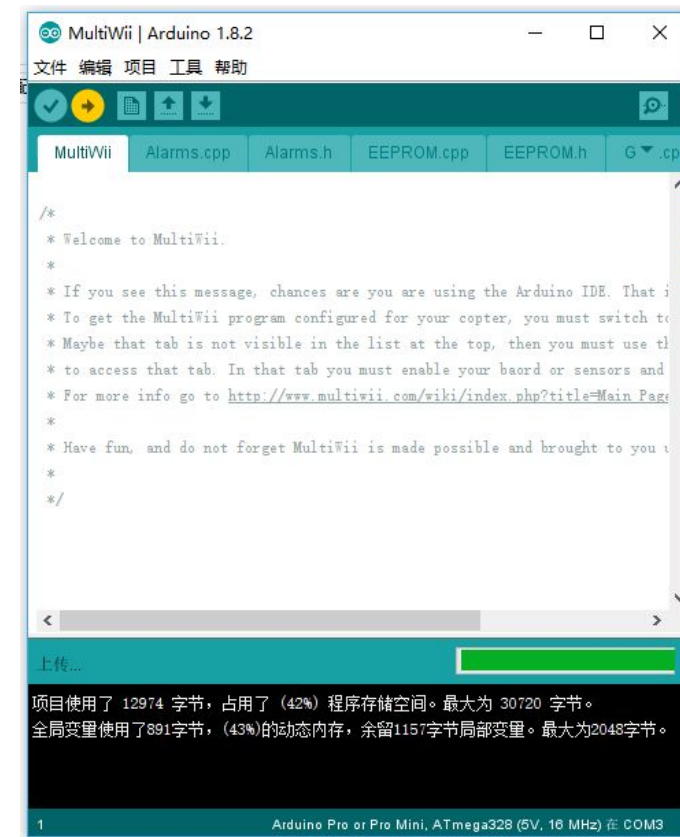 MultiWii | Arduino 1.8.2
文件 编辑 项目 工具 帮助
MultiWii Alarms.cpp Alarms.h EEPROM.cpp EEPROM.h G .cp
/*
* Welcome to MultiWii.
*
* If you see this message, chances are you are using the Arduino IDE. That i
* To get the MultiWii program configured for your copter, you must switch to
* Maybe that tab is not visible in the list at the top, then you must use th
* to access that tab. In that tab you must enable your baord or sensors and
* For more info go to http://www.multiwii.com/wiki/index.php?title=Main Page
*
* Have fun, and do not forget MultiWii is made possible and brought to you u
*
*/
上传...
项目使用了 12974 字节，占用了 (42%) 程序存储空间。最大为 30720 字节。
全局变量使用了891字节，(43%)的动态内存，余留1157字节局部变量。最大为2048字节。
1 Arduino Pro or Pro Mini, ATmega328 (5V, 16 MHz) 在 COM3